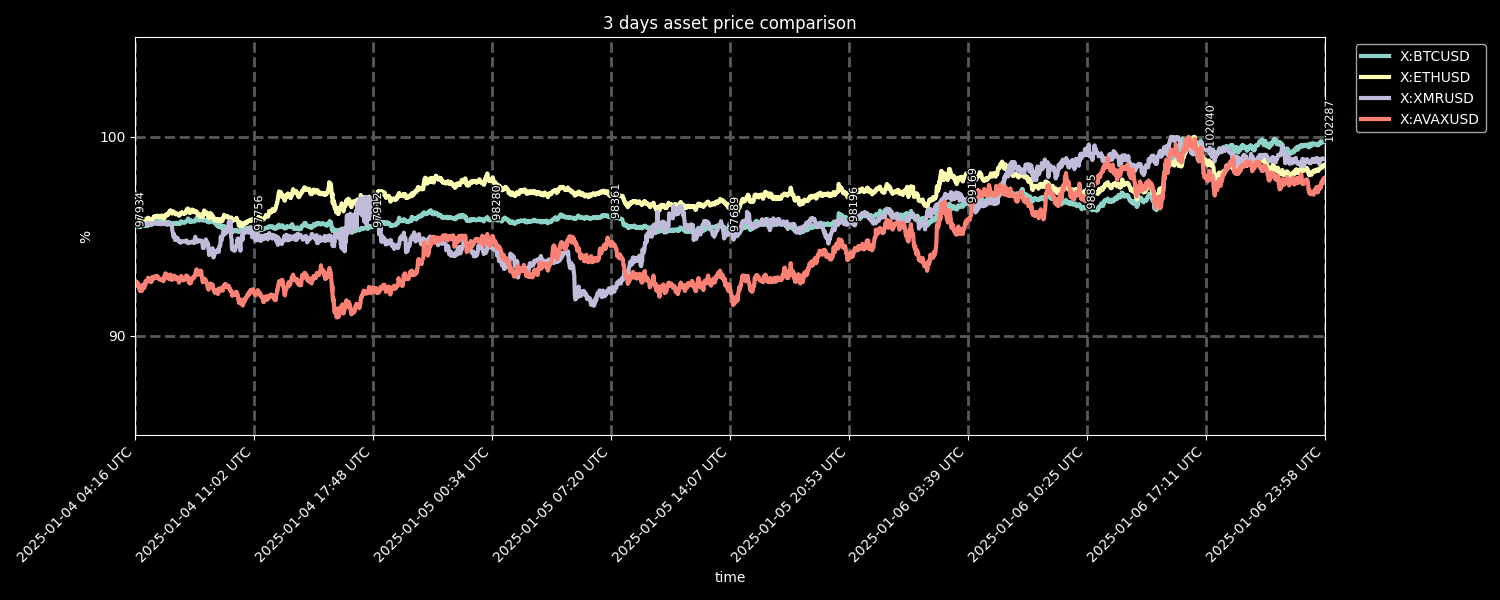 3 days asset price comparison
X:BTCUSD
X:ETHUSD
X:XMRUSD
X:AVAXUSD
%
100
90
97934
97756
97912
98280
98361
97689
98196
99169
98855
102040
102287
2025-01-04 04:16 UTC
2025-01-04 11:02 UTC
2025-01-04 17:48 UTC
2025-01-05 00:34 UTC
2025-01-05 07:20 UTC
2025-01-05 14:07 UTC
2025-01-05 20:53 UTC
2025-01-06 03:39 UTC
2025-01-06 10:25 UTC
2025-01-06 17:11 UTC
2025-01-06 23:58 UTC
time